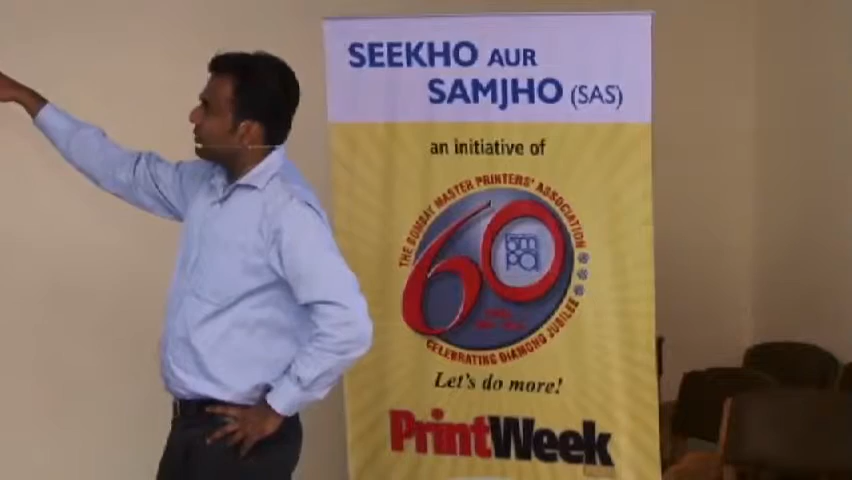 SEEKHO AUR
SAMJHO (SAS)
an initiative of
THE BOMBAY MASTER PRINTERS' ASSOCIATION
60
bmpa
CELEBRATING DIAMOND JUBILEE
Let's do more!
PrintWeek